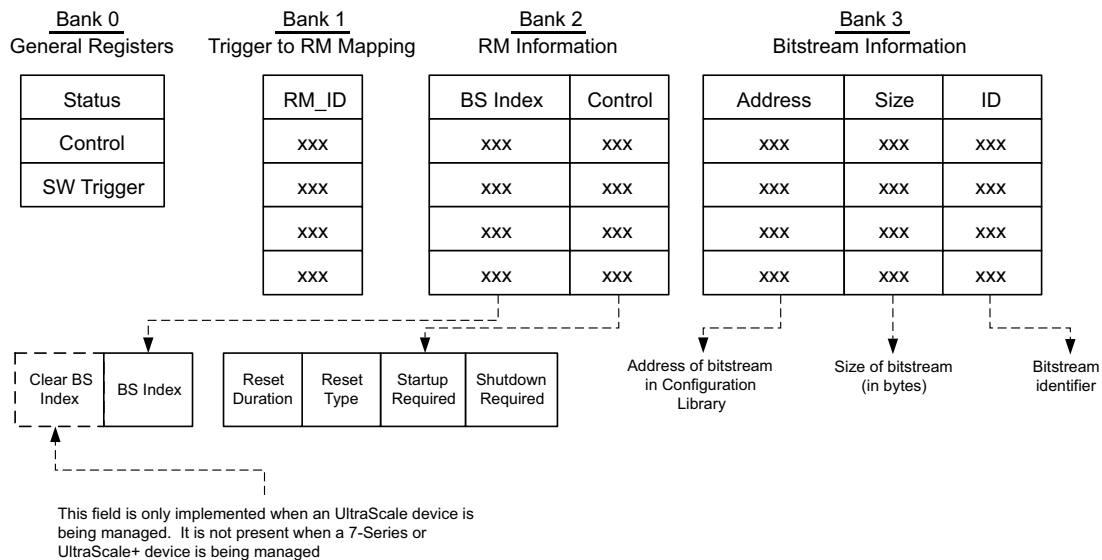 Bank 0
General Registers
Bank 1
Trigger to RM Mapping
Bank 2
RM Information
Bank 3
Bitstream Information
Status
Control
SW Trigger
RM_ID
xxx
xxx
xxx
xxx
BS Index Control
xxx xxx
xxx xxx
xxx xxx
xxx xxx
Address Size ID
xxx xxx xxx
xxx xxx xxx
xxx xxx xxx
xxx xxx xxx
Clear BS
Index
BS Index
Reset
Duration
Reset
Type
Startup
Required
Shutdown
Required
Address of bitstream
in Configuration
Library
Size of bitstream
(in bytes)
Bitstream
identifier
This field is only implemented when an UltraScale device is
being managed. It is not present when a 7-Series or
UltraScale+ device is being managed